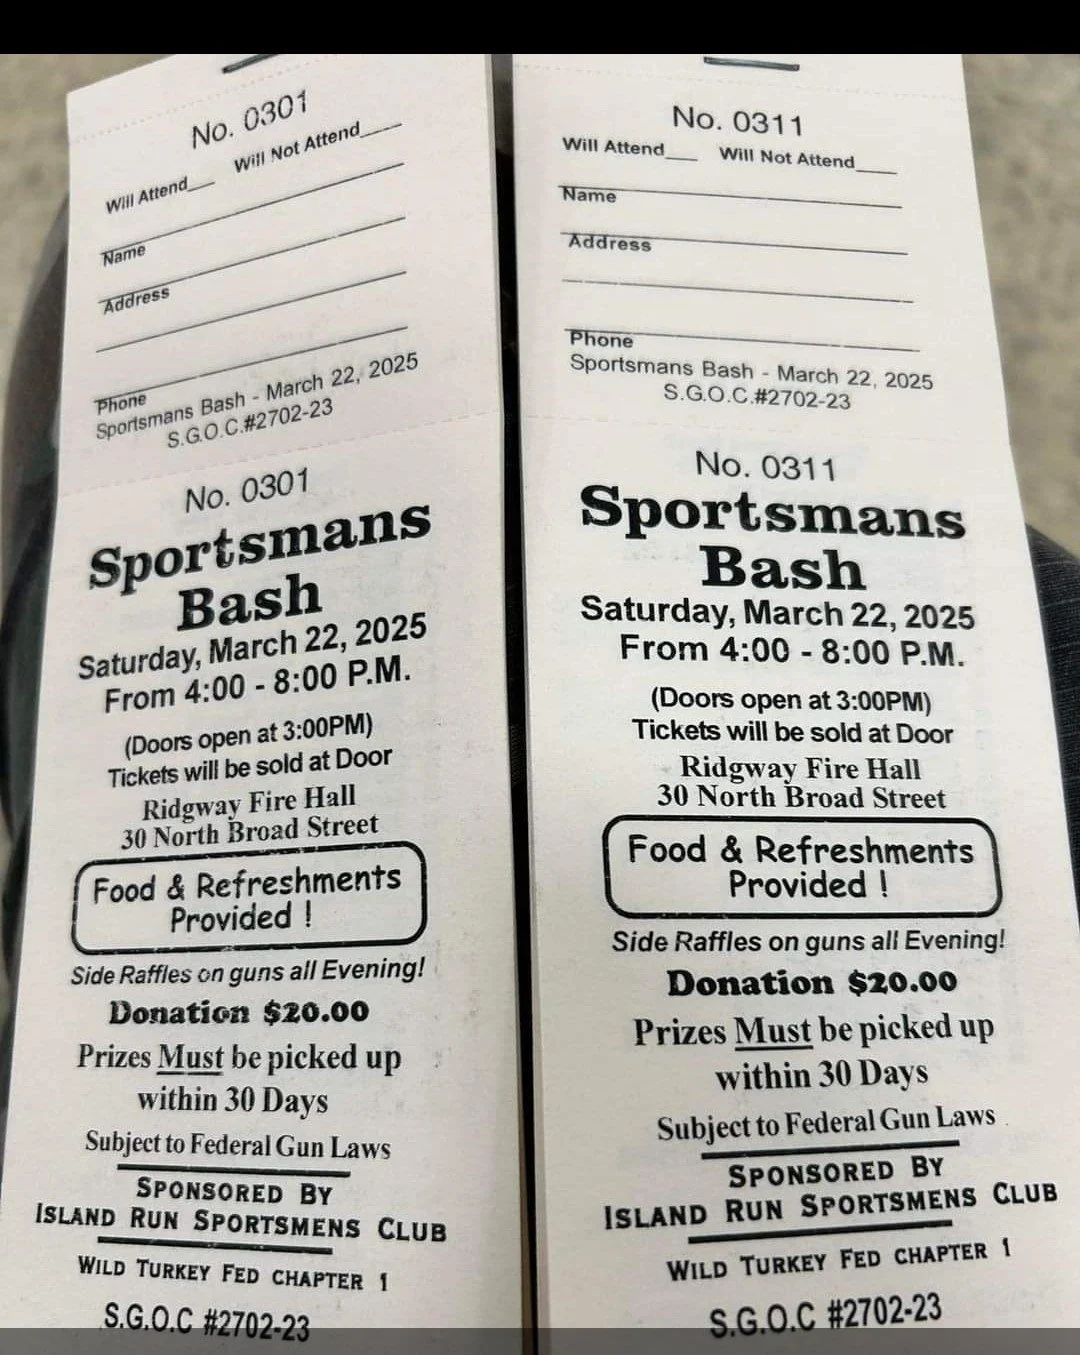 No. 0301
Will Attend___ Will Not Attend____
Name
Address
Phone
Sportsmans Bash - March 22, 2025
S.G.O.C.#2702-23
No. 0301
Sportsmans
Bash
Saturday, March 22, 2025
From 4:00 - 8:00 P.M.
(Doors open at 3:00PM)
Tickets will be sold at Door
Ridgway Fire Hall
30 North Broad Street
Food & Refreshments
Provided !
Side Raffles on guns all Evening!
Donation $20.00
Prizes Must be picked up
within 30 Days
Subject to Federal Gun Laws
SPONSORED BY
ISLAND RUN SPORTSMENS CLUB
WILD TURKEY FED CHAPTER 1
S.G.O.C #2702-23
No. 0311
Will Attend___ Will Not Attend____
Name
Address
Phone
Sportsmans Bash - March 22, 2025
S.G.O.C.#2702-23
No. 0311
Sportsmans
Bash
Saturday, March 22, 2025
From 4:00 - 8:00 P.M.
(Doors open at 3:00PM)
Tickets will be sold at Door
Ridgway Fire Hall
30 North Broad Street
Food & Refreshments
Provided !
Side Raffles on guns all Evening!
Donation $20.00
Prizes Must be picked up
within 30 Days
Subject to Federal Gun Laws
SPONSORED BY
ISLAND RUN SPORTSMENS CLUB
WILD TURKEY FED CHAPTER 1
S.G.O.C #2702-23